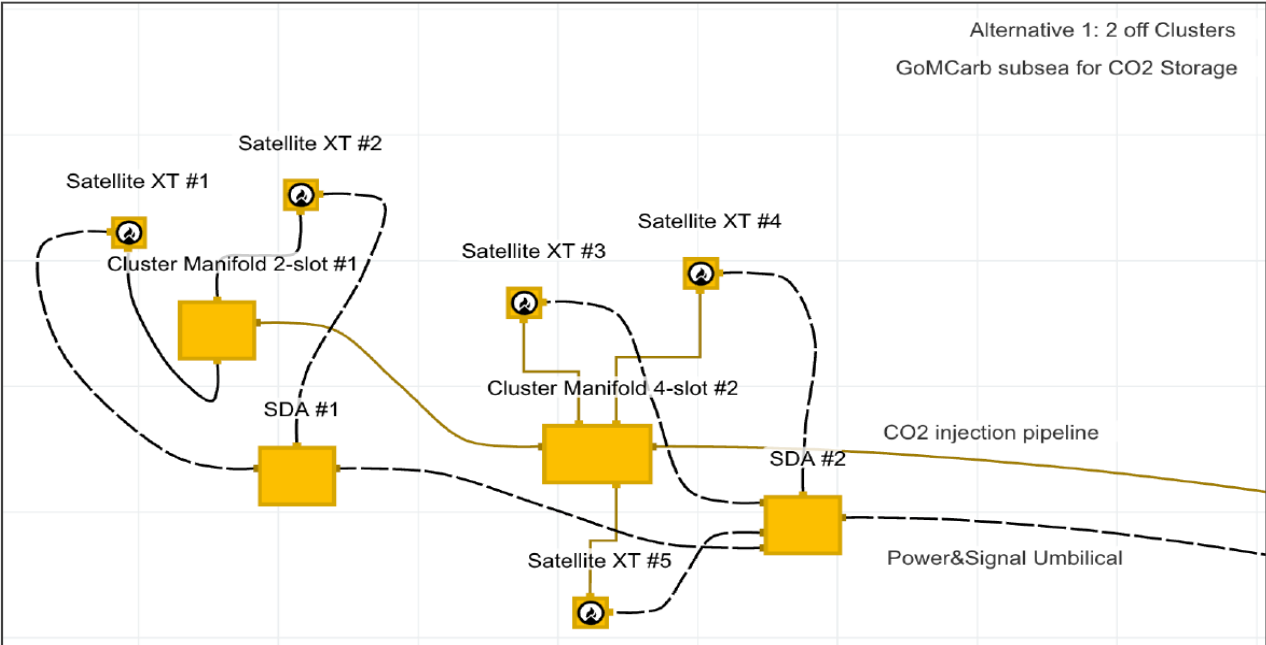 Alternative 1: 2 off Clusters
GoMCarb subsea for CO2 Storage
Satellite XT #2
Satellite XT #1
Satellite XT #4
Satellite XT #3
Cluster Manifold 2-slot #1
Cluster Manifold 4-slot #2
SDA #1
CO2 injection pipeline
SDA #2
Satellite XT #5
Power&Signal Umbilical